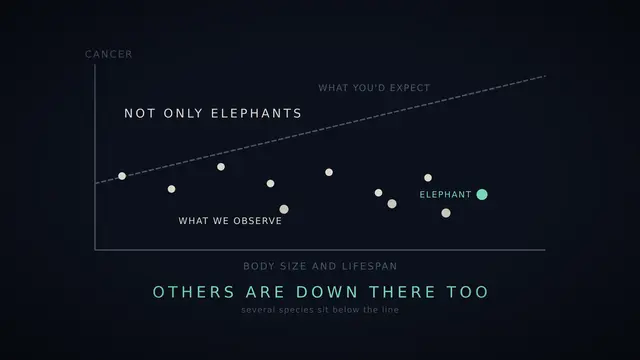 CANCER
WHAT YOU'D EXPECT
NOT ONLY ELEPHANTS
ELEPHANT
WHAT WE OBSERVE
BODY SIZE AND LIFESPAN
OTHERS ARE DOWN THERE TOO
several species sit below the line